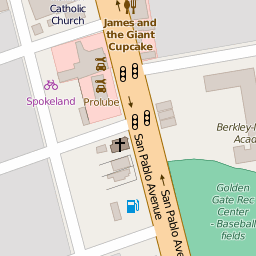 Catholic
Church
James and
the Giant
Cupcake
Spokeland
Prolube
San Pablo Avenue
San Pablo Ave
Golden
Gate Rec
Center
- Baseball
fields